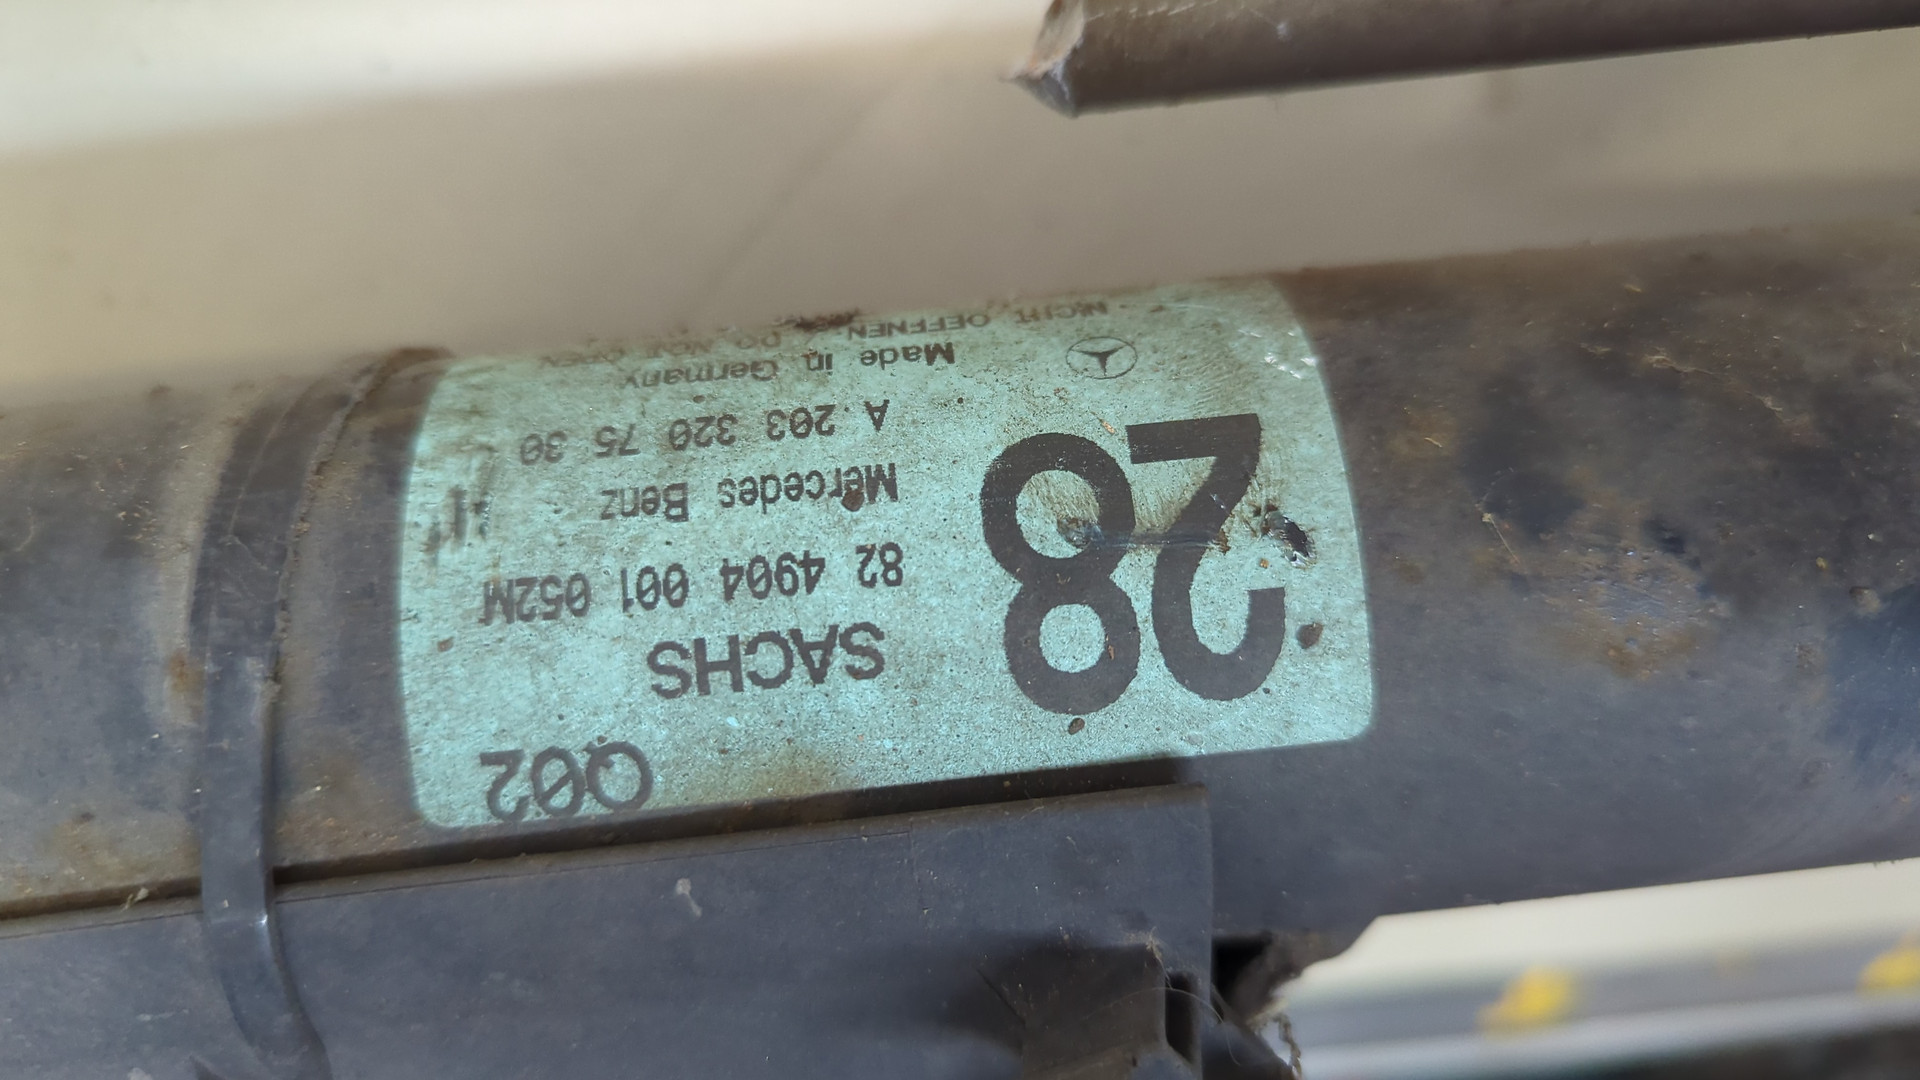 Q02
SACHS
28
82 4904 001 052M
Mercedes Benz
A 203 320 75 30
Made in Germany
NICHT OEFFNEN DO NOT OPEN